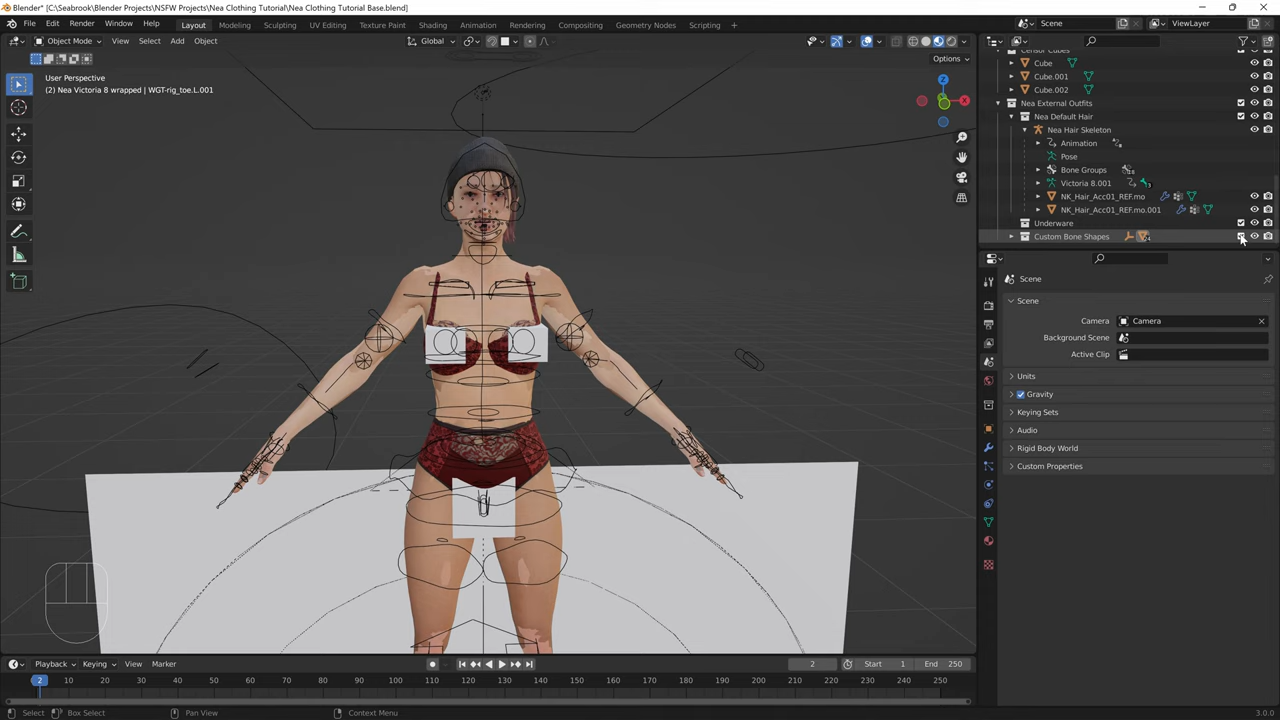 Blender* [C:\Seabrook\Blender Projects\NSFW Projects\Nea Clothing Tutorial\Nea Clothing Tutorial Base.blend]
File Edit Render Window Help Layout Modeling Sculpting UV Editing Texture Paint Shading Animation Rendering Compositing Geometry Nodes Scripting + Scene ViewLayer
Object Mode View Select Add Object Global
Options
User Perspective
(2) Nea Victoria 8 wrapped | WGT-rig_toe.L.001
Z
X
Y
Censor Cubes
Cube
Cube.001
Cube.002
Nea External Outfits
Nea Default Hair
Nea Hair Skeleton
Animation
Pose
Bone Groups
Victoria 8.001
NK_Hair_Acc01_REF.mo
NK_Hair_Acc01_REF.mo.001
Underware
Custom Bone Shapes
Scene
Scene
Camera Camera
Background Scene
Active Clip
Units
Gravity
Keying Sets
Audio
Rigid Body World
Custom Properties
Playback Keying View Marker 2 Start 1 End 250
2 10 20 30 40 50 60 70 80 90 100 110 120 130 140 150 160 170 180 190 200 210 220 230 240 250
Select Box Select Pan View Context Menu 3.0.0